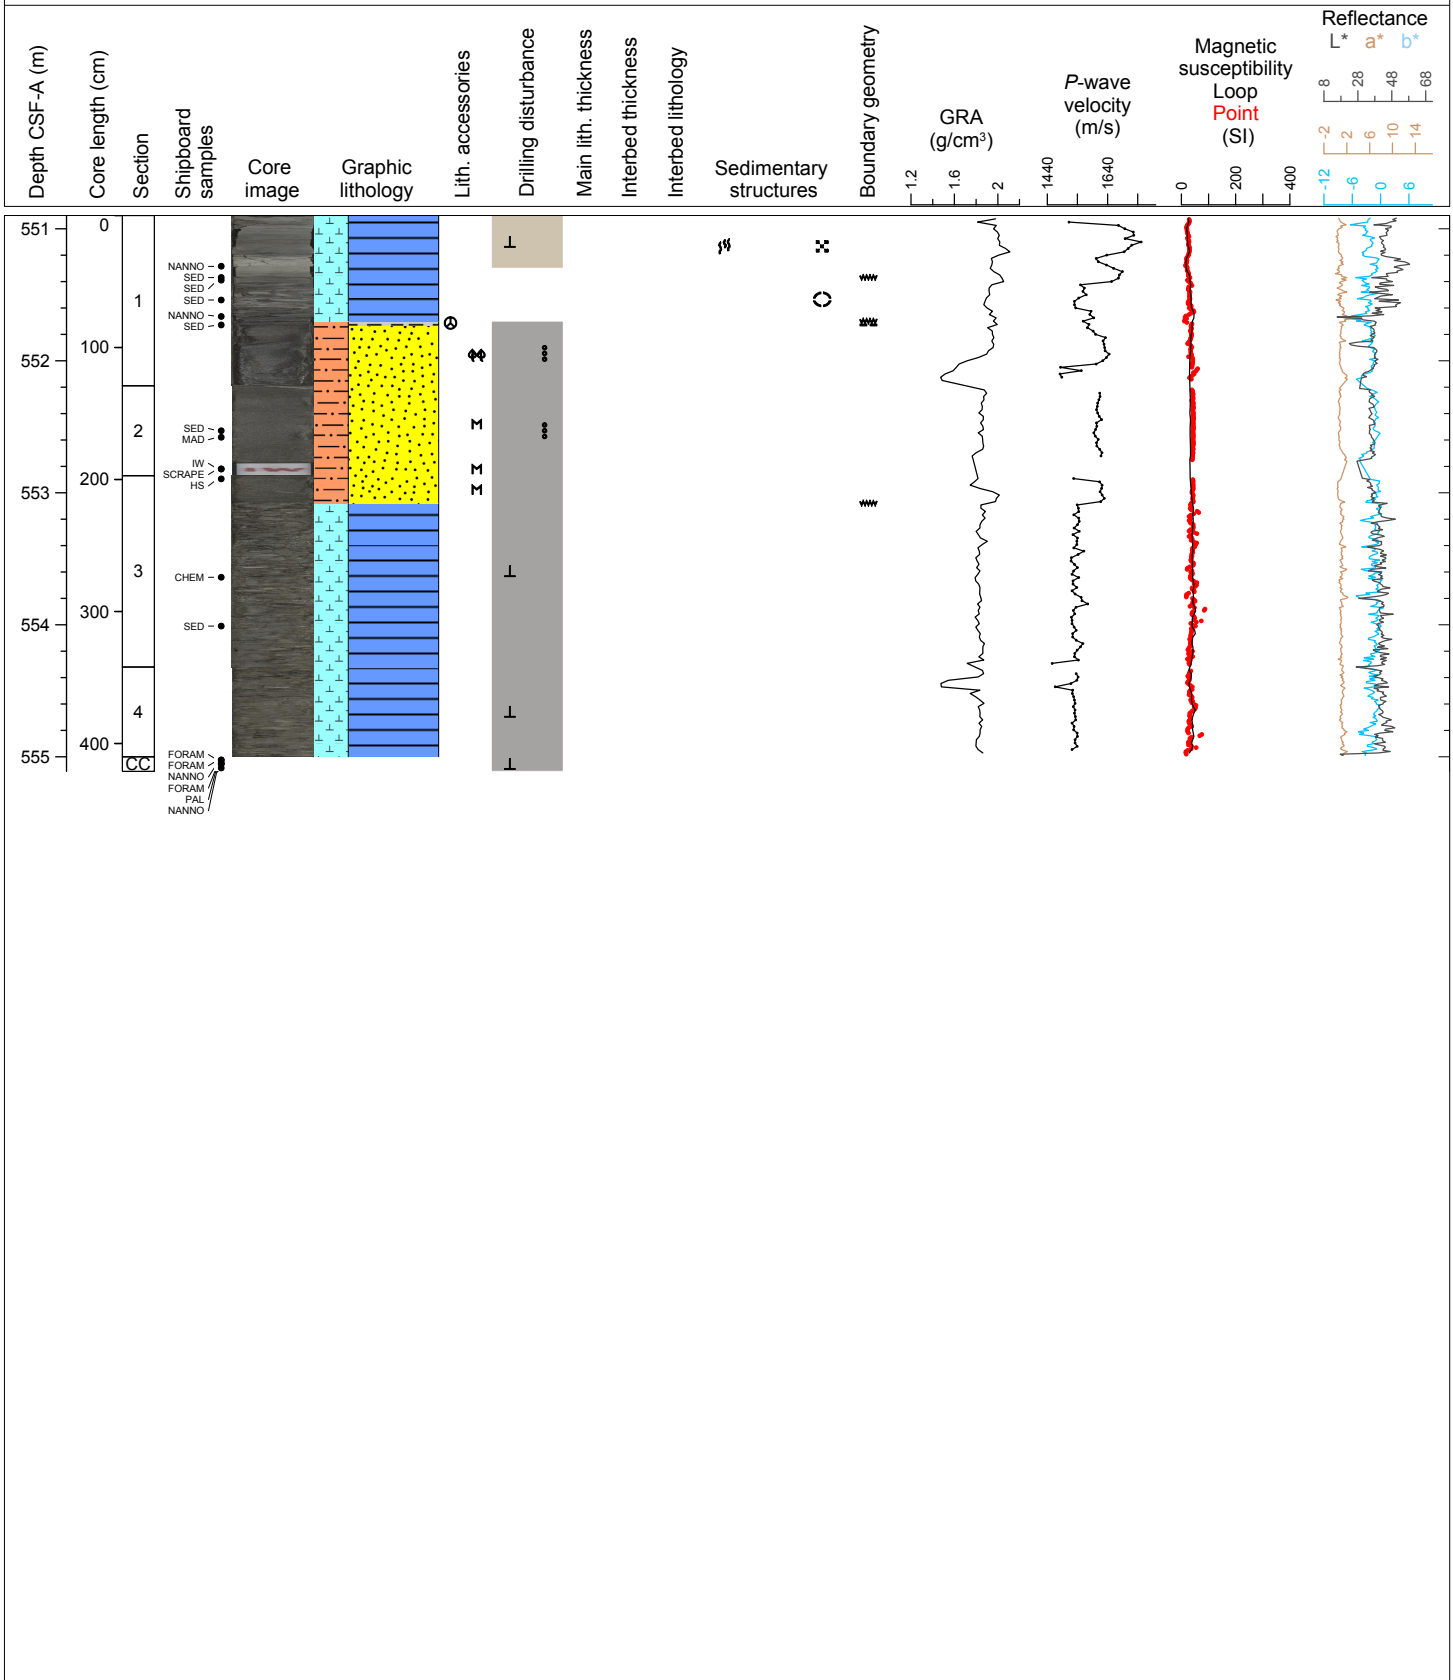 Depth CSF-A (m)
Core length (cm)
Section
Shipboard
samples
Core
image
Graphic
lithology
Lith. accessories
Drilling disturbance
Main lith. thickness
Interbed thickness
Interbed lithology
Sedimentary
structures
Boundary geometry
GRA
(g/cm³)
1.2
1.6
2
P-wave
velocity
(m/s)
1440
1640
Magnetic
susceptibility
Loop
Point
(SI)
0
200
400
Reflectance
L* a* b*
8
28
48
68
-2
2
6
10
14
-12
-6
0
6
551
552
553
554
555
0
100
200
300
400
1
2
3
4
CC
NANNO
SED
SED
SED
NANNO
SED
SED
MAD
IW
SCRAPE
HS
CHEM
SED
FORAM
FORAM
NANNO
FORAM
PAL
NANNO